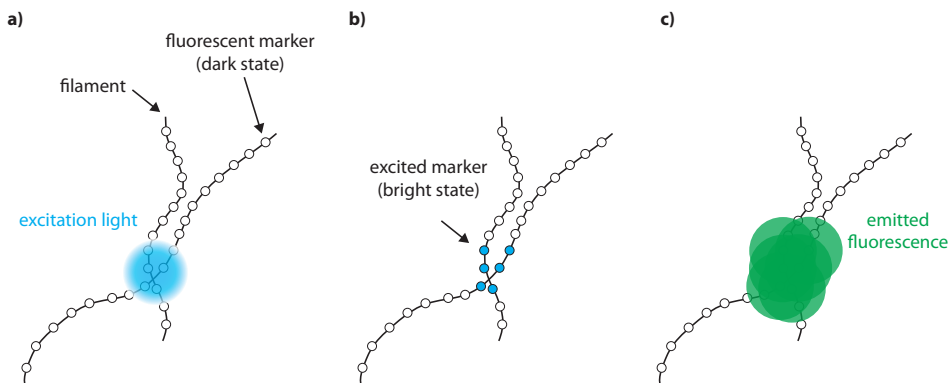 a)
fluorescent marker
(dark state)
filament
excitation light
b)
excited marker
(bright state)
c)
emitted
fluorescence